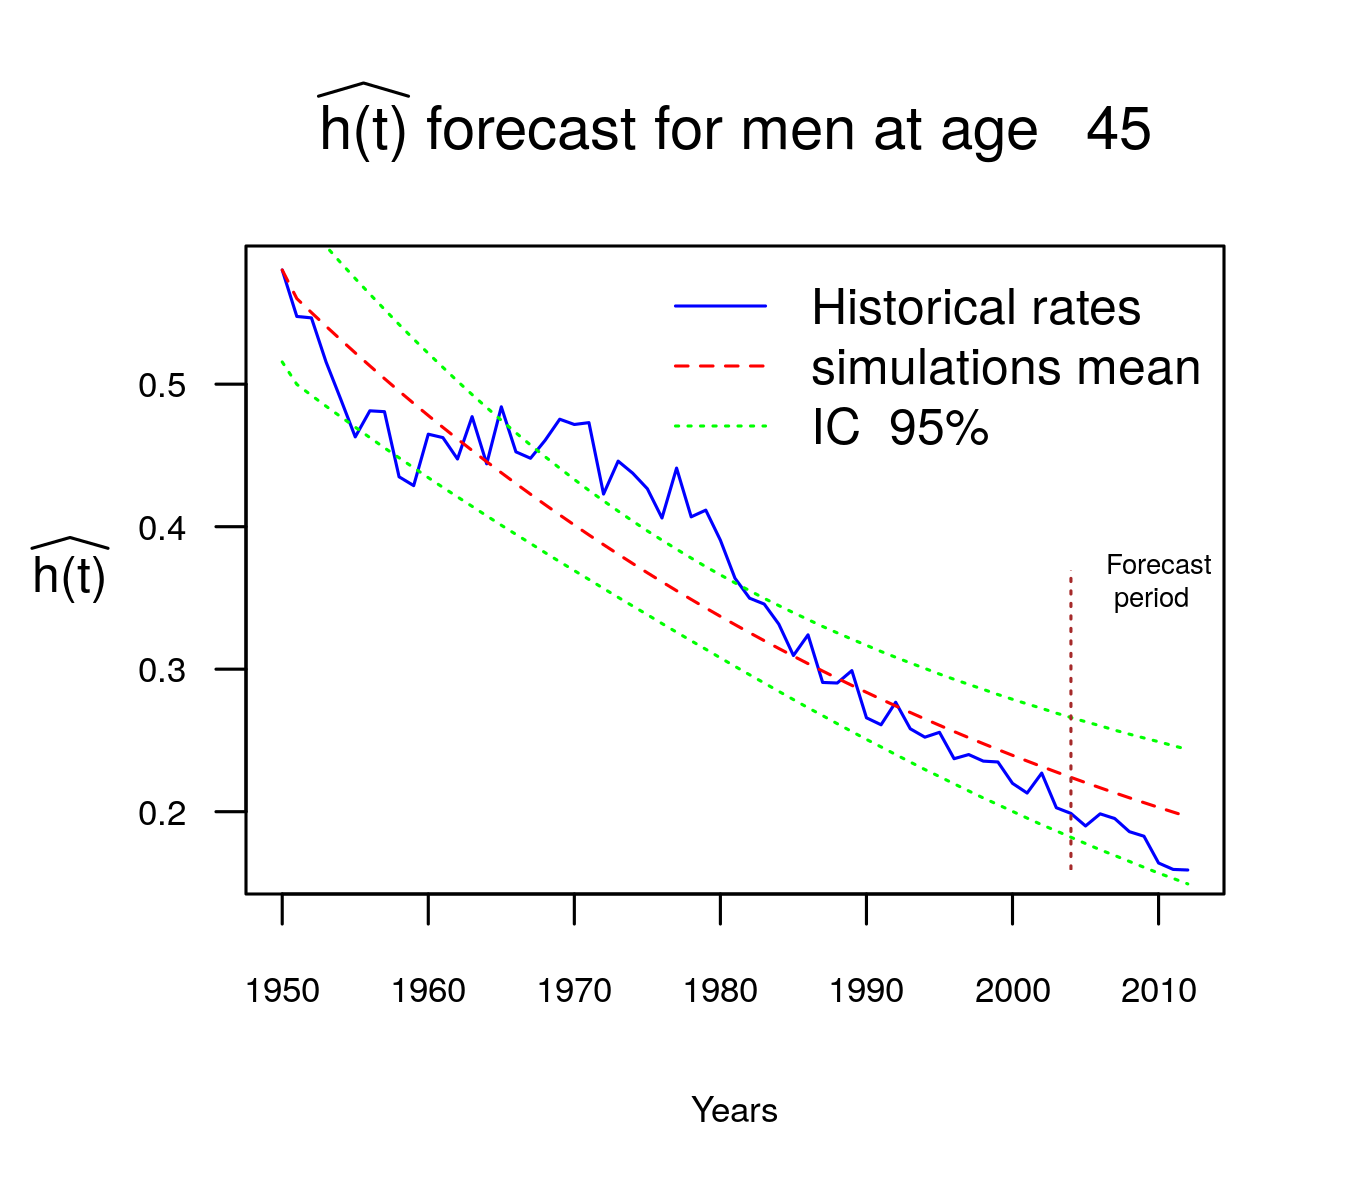 ĥ(t) forecast for men at age 45
Historical rates
simulations mean
IC 95%
0.5
0.4
0.3
0.2
ĥ(t)
Forecast
period
1950 1960 1970 1980 1990 2000 2010
Years